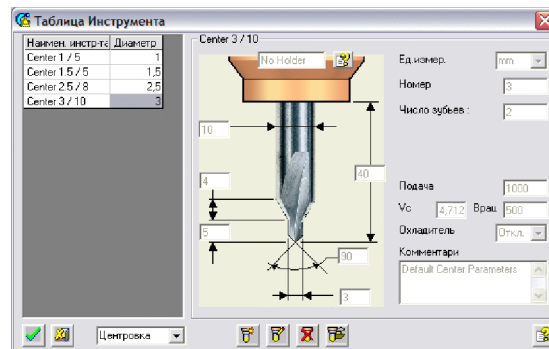 Таблица Инструмента
Наимен. инстр-та Диаметр
Center 1 / 5 1
Center 1.5 / 5 1,5
Center 2.5 / 8 2,5
Center 3 / 10 3
Center 3 / 10
No Holder
10
4
5
40
90
3
Ед.измер. mm
Номер 3
Число зубьев : 2
Подача 1000
Vc 4,712 Вращ 500
Охладитель Откл.
Комментари
Default Center Parameters
Центровка